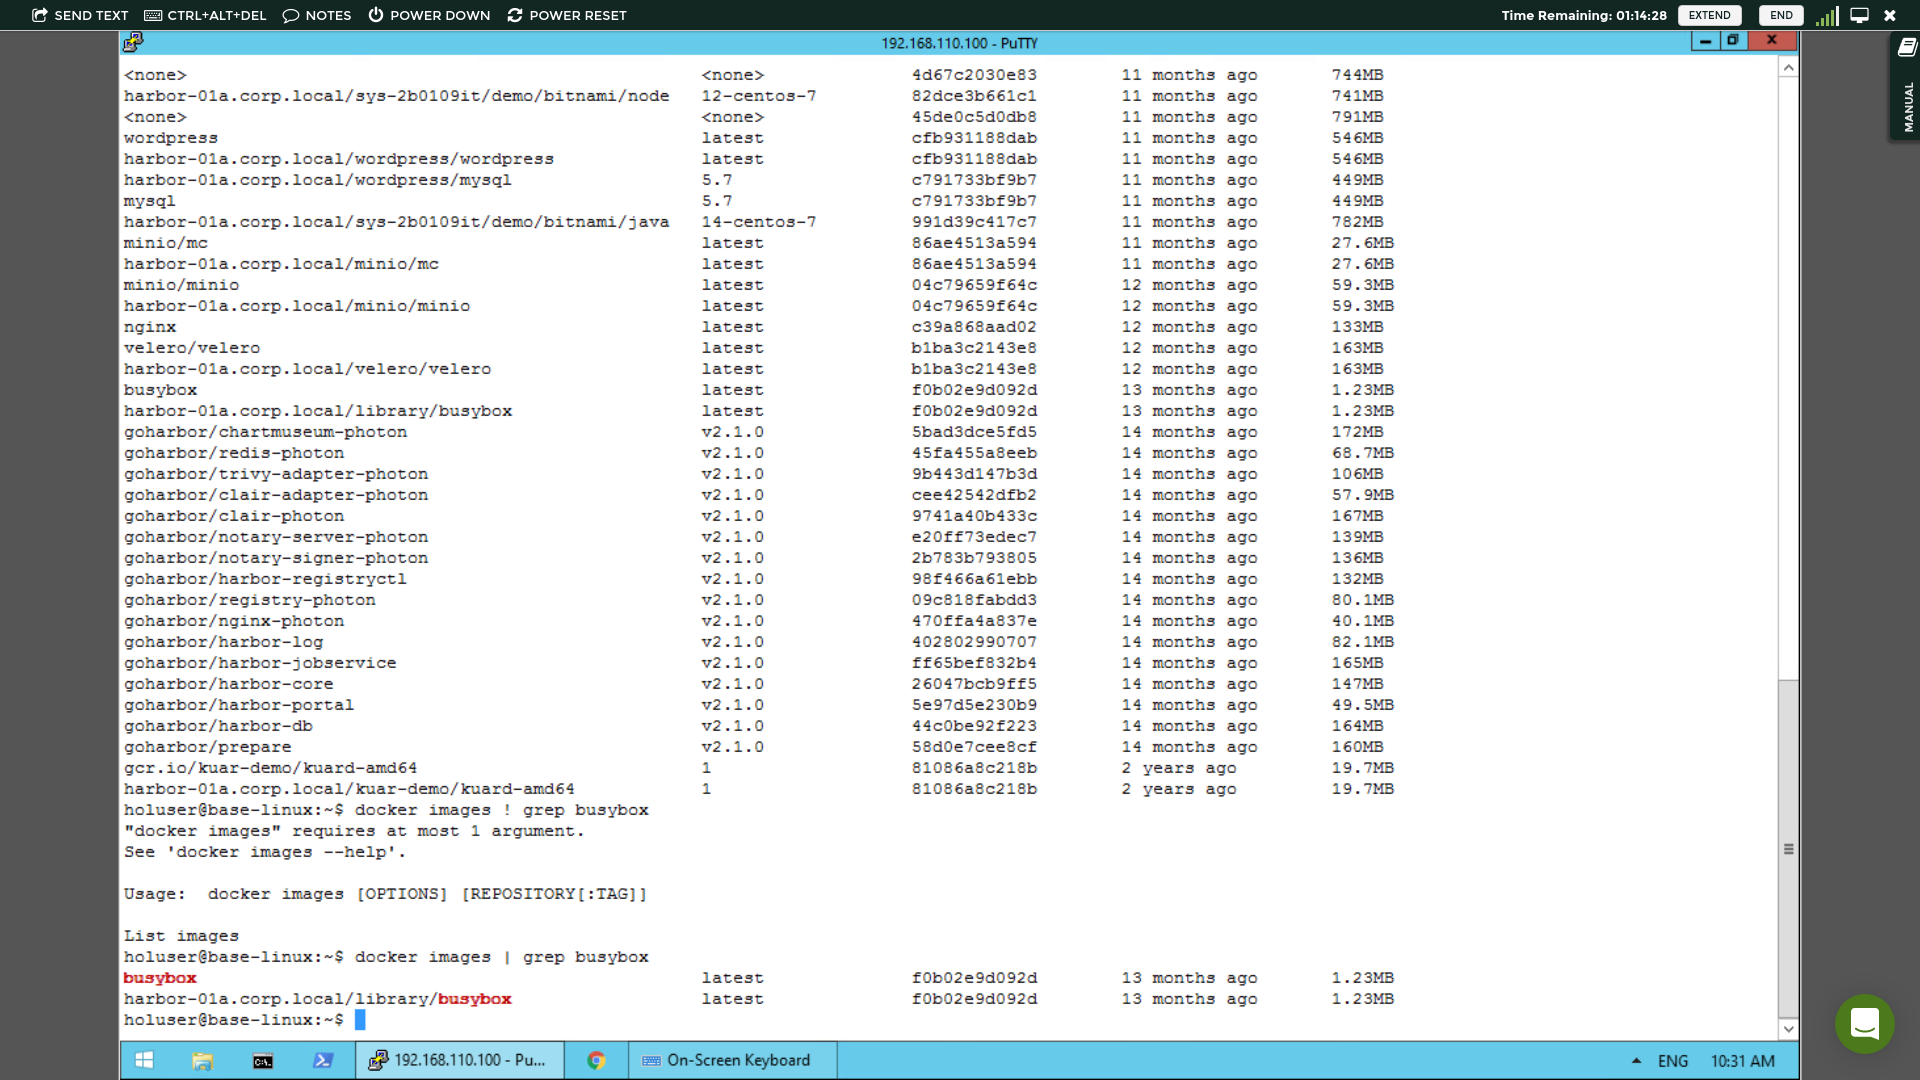 SEND TEXT CTRL+ALT+DEL NOTES POWER DOWN POWER RESET Time Remaining: 01:14:28 EXTEND END
192.168.110.100 - PuTTY
MANUAL
<none> <none> 4d67c2030e83 11 months ago 744MB
harbor-01a.corp.local/sys-2b0109it/demo/bitnami/node 12-centos-7 82dce3b661c1 11 months ago 741MB
<none> <none> 45de0c5d0db8 11 months ago 791MB
wordpress latest cfb931188dab 11 months ago 546MB
harbor-01a.corp.local/wordpress/wordpress latest cfb931188dab 11 months ago 546MB
harbor-01a.corp.local/wordpress/mysql 5.7 c791733bf9b7 11 months ago 449MB
mysql 5.7 c791733bf9b7 11 months ago 449MB
harbor-01a.corp.local/sys-2b0109it/demo/bitnami/java 14-centos-7 991d39c417c7 11 months ago 782MB
minio/mc latest 86ae4513a594 11 months ago 27.6MB
harbor-01a.corp.local/minio/mc latest 86ae4513a594 11 months ago 27.6MB
minio/minio latest 04c79659f64c 12 months ago 59.3MB
harbor-01a.corp.local/minio/minio latest 04c79659f64c 12 months ago 59.3MB
nginx latest c39a868aad02 12 months ago 133MB
velero/velero latest b1ba3c2143e8 12 months ago 163MB
harbor-01a.corp.local/velero/velero latest b1ba3c2143e8 12 months ago 163MB
busybox latest f0b02e9d092d 13 months ago 1.23MB
harbor-01a.corp.local/library/busybox latest f0b02e9d092d 13 months ago 1.23MB
goharbor/chartmuseum-photon v2.1.0 5bad3dce5fd5 14 months ago 172MB
goharbor/redis-photon v2.1.0 45fa455a8eeb 14 months ago 68.7MB
goharbor/trivy-adapter-photon v2.1.0 9b443d147b3d 14 months ago 106MB
goharbor/clair-adapter-photon v2.1.0 cee42542dfb2 14 months ago 57.9MB
goharbor/clair-photon v2.1.0 9741a40b433c 14 months ago 167MB
goharbor/notary-server-photon v2.1.0 e20ff73edec7 14 months ago 139MB
goharbor/notary-signer-photon v2.1.0 2b783b793805 14 months ago 136MB
goharbor/harbor-registryctl v2.1.0 98f466a61ebb 14 months ago 132MB
goharbor/registry-photon v2.1.0 09c818fabdd3 14 months ago 80.1MB
goharbor/nginx-photon v2.1.0 470ffa4a837e 14 months ago 40.1MB
goharbor/harbor-log v2.1.0 402802990707 14 months ago 82.1MB
goharbor/harbor-jobservice v2.1.0 ff65bef832b4 14 months ago 165MB
goharbor/harbor-core v2.1.0 26047bcb9ff5 14 months ago 147MB
goharbor/harbor-portal v2.1.0 5e97d5e230b9 14 months ago 49.5MB
goharbor/harbor-db v2.1.0 44c0be92f223 14 months ago 164MB
goharbor/prepare v2.1.0 58d0e7cee8cf 14 months ago 160MB
gcr.io/kuar-demo/kuard-amd64 1 81086a8c218b 2 years ago 19.7MB
harbor-01a.corp.local/kuar-demo/kuard-amd64 1 81086a8c218b 2 years ago 19.7MB
holuser@base-linux:~$ docker images ! grep busybox
"docker images" requires at most 1 argument.
See 'docker images --help'.
Usage: docker images [OPTIONS] [REPOSITORY[:TAG]]
List images
holuser@base-linux:~$ docker images | grep busybox
busybox latest f0b02e9d092d 13 months ago 1.23MB
harbor-01a.corp.local/library/busybox latest f0b02e9d092d 13 months ago 1.23MB
holuser@base-linux:~$
192.168.110.100 - Pu... On-Screen Keyboard ENG 10:31 AM